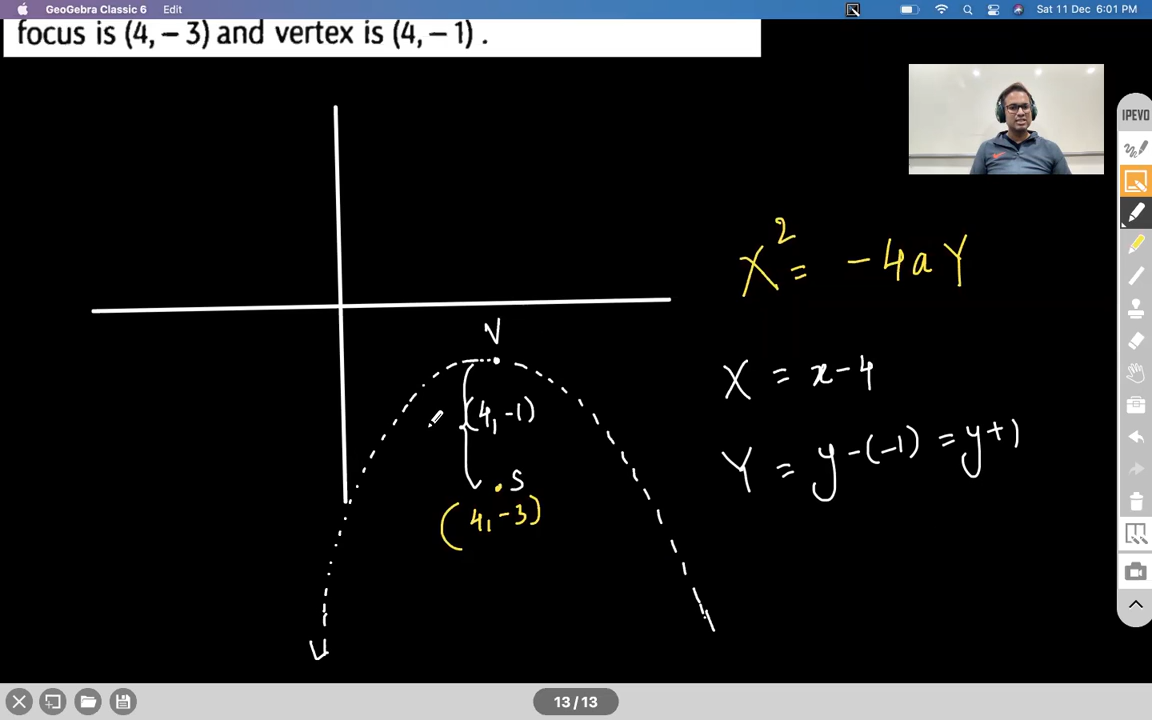 GeoGebra Classic 6 Edit Sat 11 Dec 6:01 PM
focus is (4, – 3) and vertex is (4, – 1) .
IPEVO
X² = -4aY
V
X = x-4
(4, -1)
Y = y-(-1) = y+1
S
(4, -3)
13 / 13